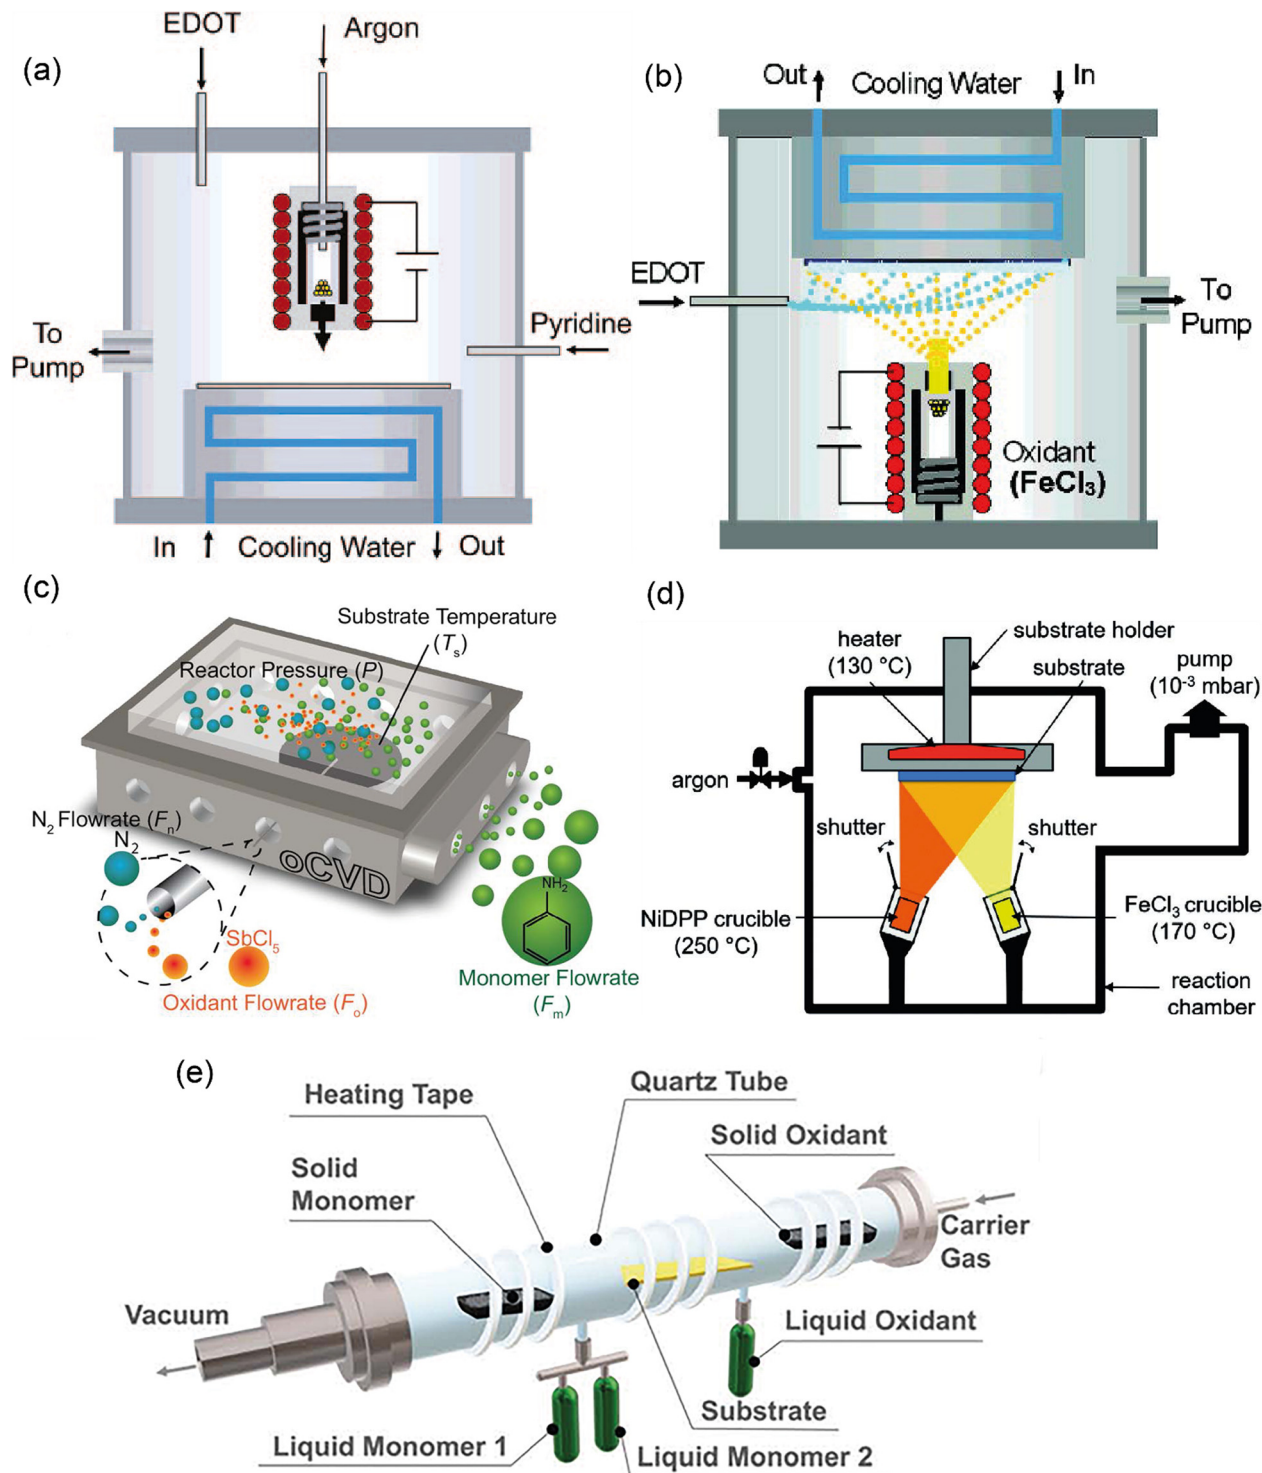 (a)
EDOT
Argon
To
Pump
Pyridine
In
Cooling Water
Out
(b)
Out
Cooling Water
In
EDOT
To
Pump
Oxidant
(FeCl₃)
(c)
Substrate Temperature
(Tₛ)
Reactor Pressure (P)
N₂ Flowrate (Fₙ)
N₂
oCVD
SbCl₅
Oxidant Flowrate (Fₒ)
NH₂
Monomer Flowrate
(Fₘ)
(d)
heater
(130 °C)
substrate holder
substrate
pump
(10⁻³ mbar)
argon
shutter
shutter
NiDPP crucible
(250 °C)
FeCl₃ crucible
(170 °C)
reaction
chamber
(e)
Heating Tape
Quartz Tube
Solid Oxidant
Solid
Monomer
Carrier
Gas
Vacuum
Liquid Oxidant
Substrate
Liquid Monomer 1
Liquid Monomer 2